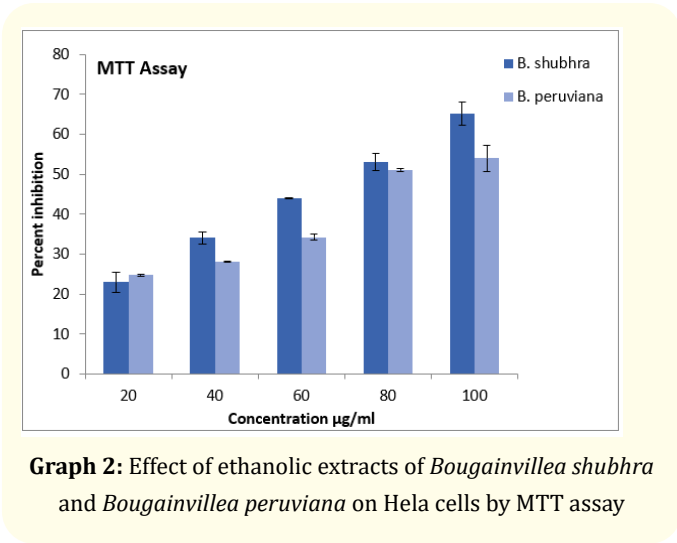 80
70
60
50
40
30
20
10
0
Percent inhibition
MTT Assay
B. shubhra
B. peruviana
20 40 60 80 100
Concentration µg/ml
Graph 2: Effect of ethanolic extracts of Bougainvillea shubhra
and Bougainvillea peruviana on Hela cells by MTT assay